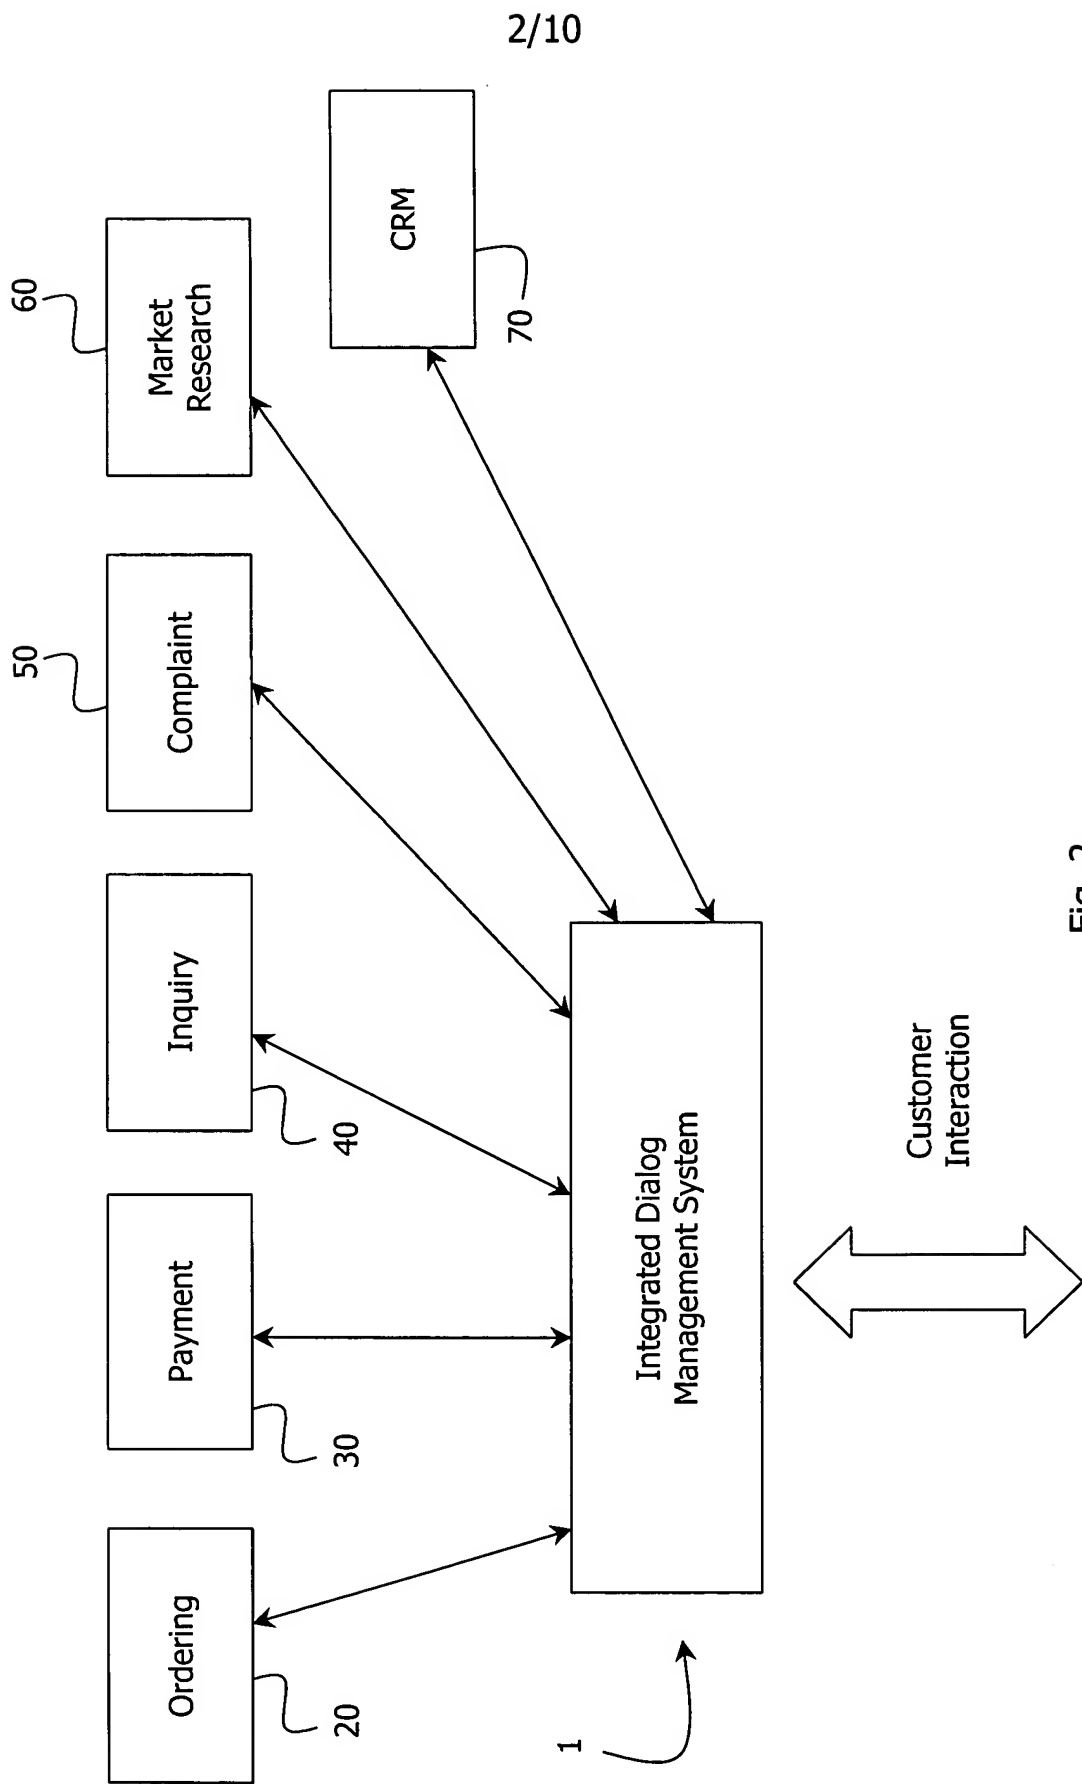 2/10
60
Market
Research
CRM
70
50
Complaint
Inquiry
40
Payment
30
Ordering
20
Integrated Dialog
Management System
1
Customer
Interaction